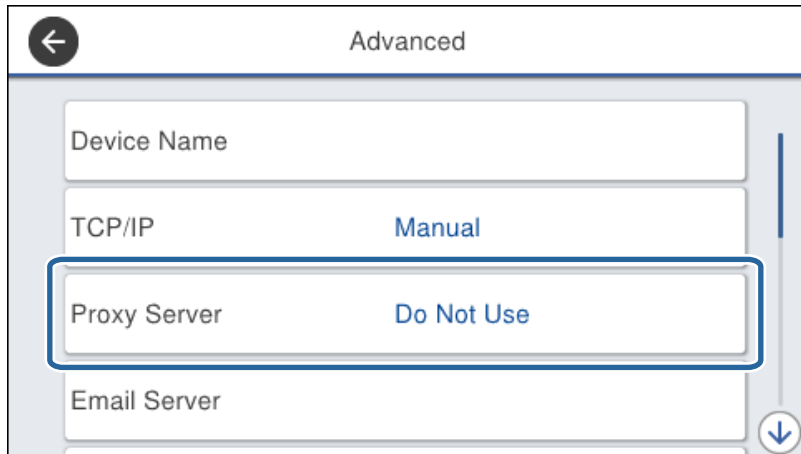 Advanced
Device Name
TCP/IP Manual
Proxy Server Do Not Use
Email Server